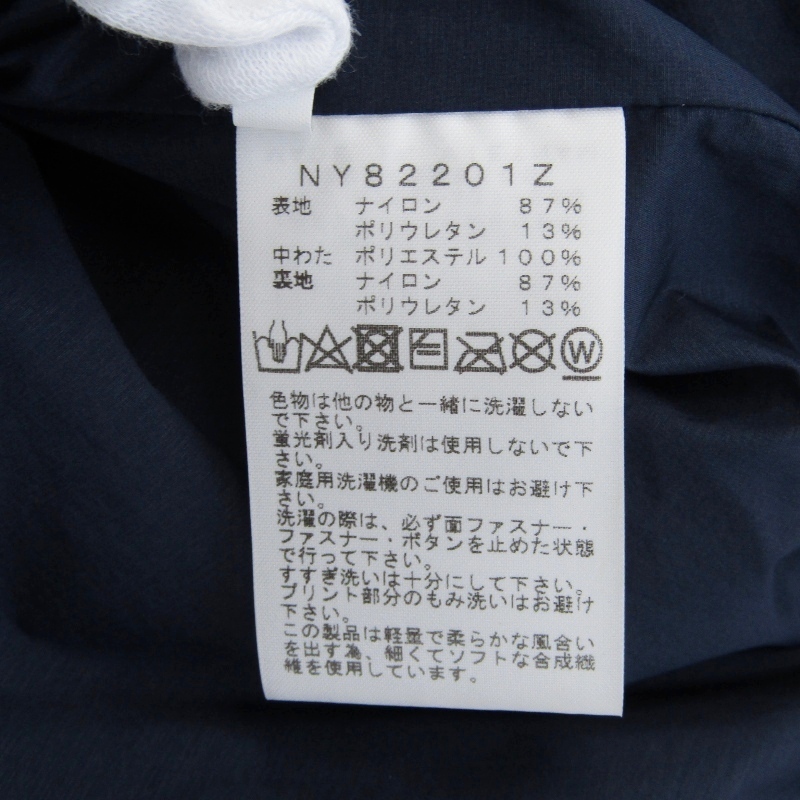 ＮＹ８２２０１Ｚ
表地　ナイロン　８７％
ポリウレタン　１３％
中わた　ポリエステル１００％
裏地　ナイロン　８７％
ポリウレタン　１３％
W
色物は他の物と一緒に洗濯しない
で下さい。
蛍光剤入り洗剤は使用しないで下
さい。
家庭用洗濯機のご使用はお避け下
さい。
洗濯の際は、必ず面ファスナー・
ファスナー・ボタンを止めた状態
で行って下さい。
すすぎ洗いは十分にして下さい。
プリント部分のもみ洗いはお避け
下さい。
この製品は軽量で柔らかな風合い
を出す為、細くてソフトな合成繊
維を使用しています。